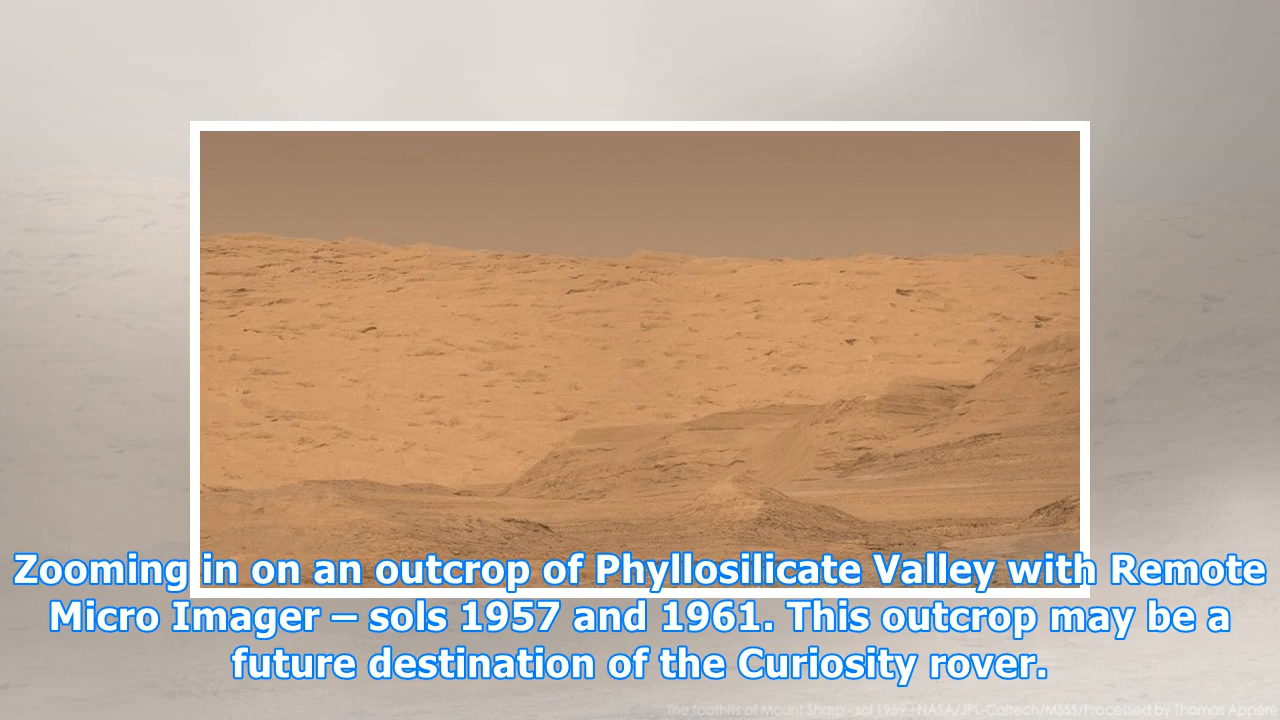 Zooming in on an outcrop of Phyllosilicate Valley with Remote
Micro Imager – sols 1957 and 1961. This outcrop may be a
future destination of the Curiosity rover.
The foothills of Mount Sharp - sol 1959 - NASA/JPL-Caltech/MSSS/Processed by Thomas Appéré